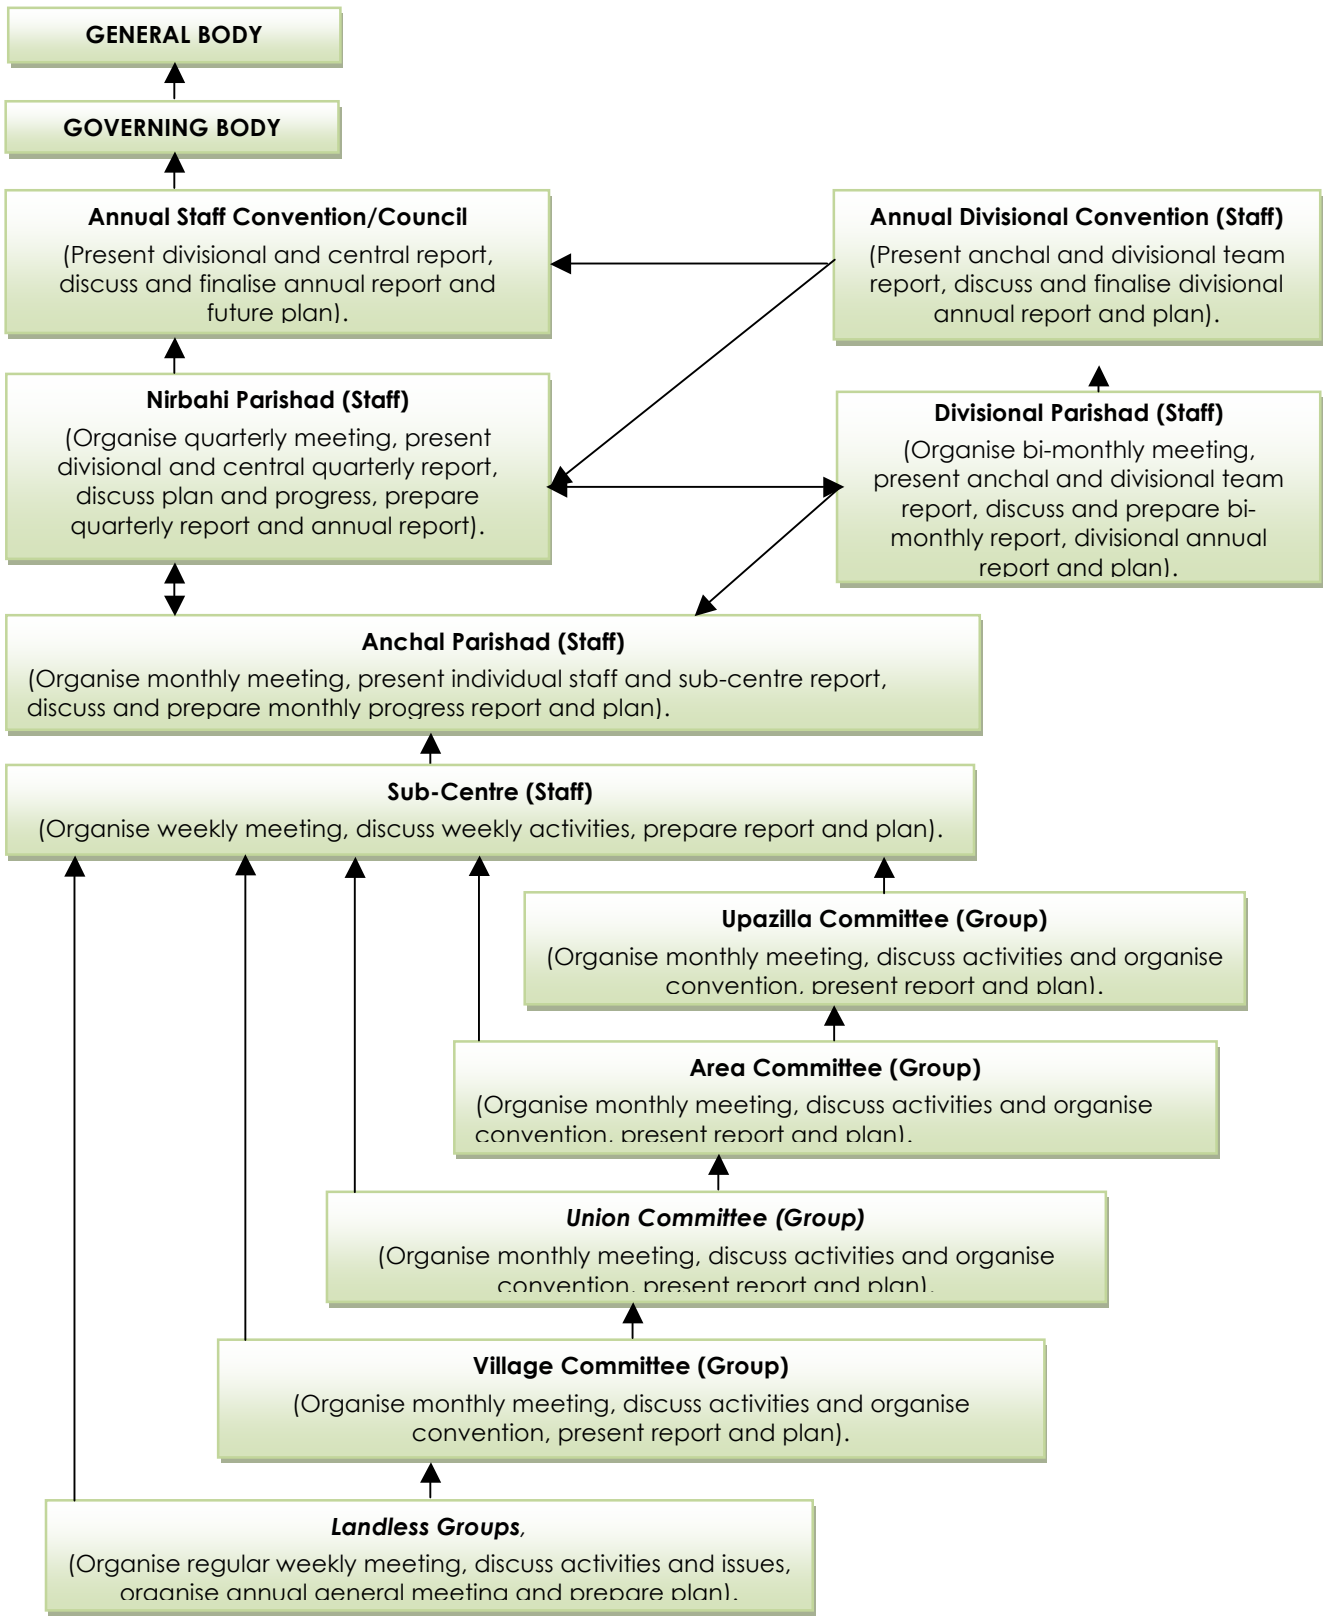 GENERAL BODY
GOVERNING BODY
Annual Staff Convention/Council
(Present divisional and central report,
discuss and finalise annual report and
future plan).
Annual Divisional Convention (Staff)
(Present anchal and divisional team
report, discuss and finalise divisional
annual report and plan).
Nirbahi Parishad (Staff)
(Organise quarterly meeting, present
divisional and central quarterly report,
discuss plan and progress, prepare
quarterly report and annual report).
Divisional Parishad (Staff)
(Organise bi-monthly meeting,
present anchal and divisional team
report, discuss and prepare bi-
monthly report, divisional annual
report and plan).
Anchal Parishad (Staff)
(Organise monthly meeting, present individual staff and sub-centre report,
discuss and prepare monthly progress report and plan).
Sub-Centre (Staff)
(Organise weekly meeting, discuss weekly activities, prepare report and plan).
Upazilla Committee (Group)
(Organise monthly meeting, discuss activities and organise
convention, present report and plan).
Area Committee (Group)
(Organise monthly meeting, discuss activities and organise
convention, present report and plan).
Union Committee (Group)
(Organise monthly meeting, discuss activities and organise
convention, present report and plan).
Village Committee (Group)
(Organise monthly meeting, discuss activities and organise
convention, present report and plan).
Landless Groups,
(Organise regular weekly meeting, discuss activities and issues,
organise annual general meeting and prepare plan).